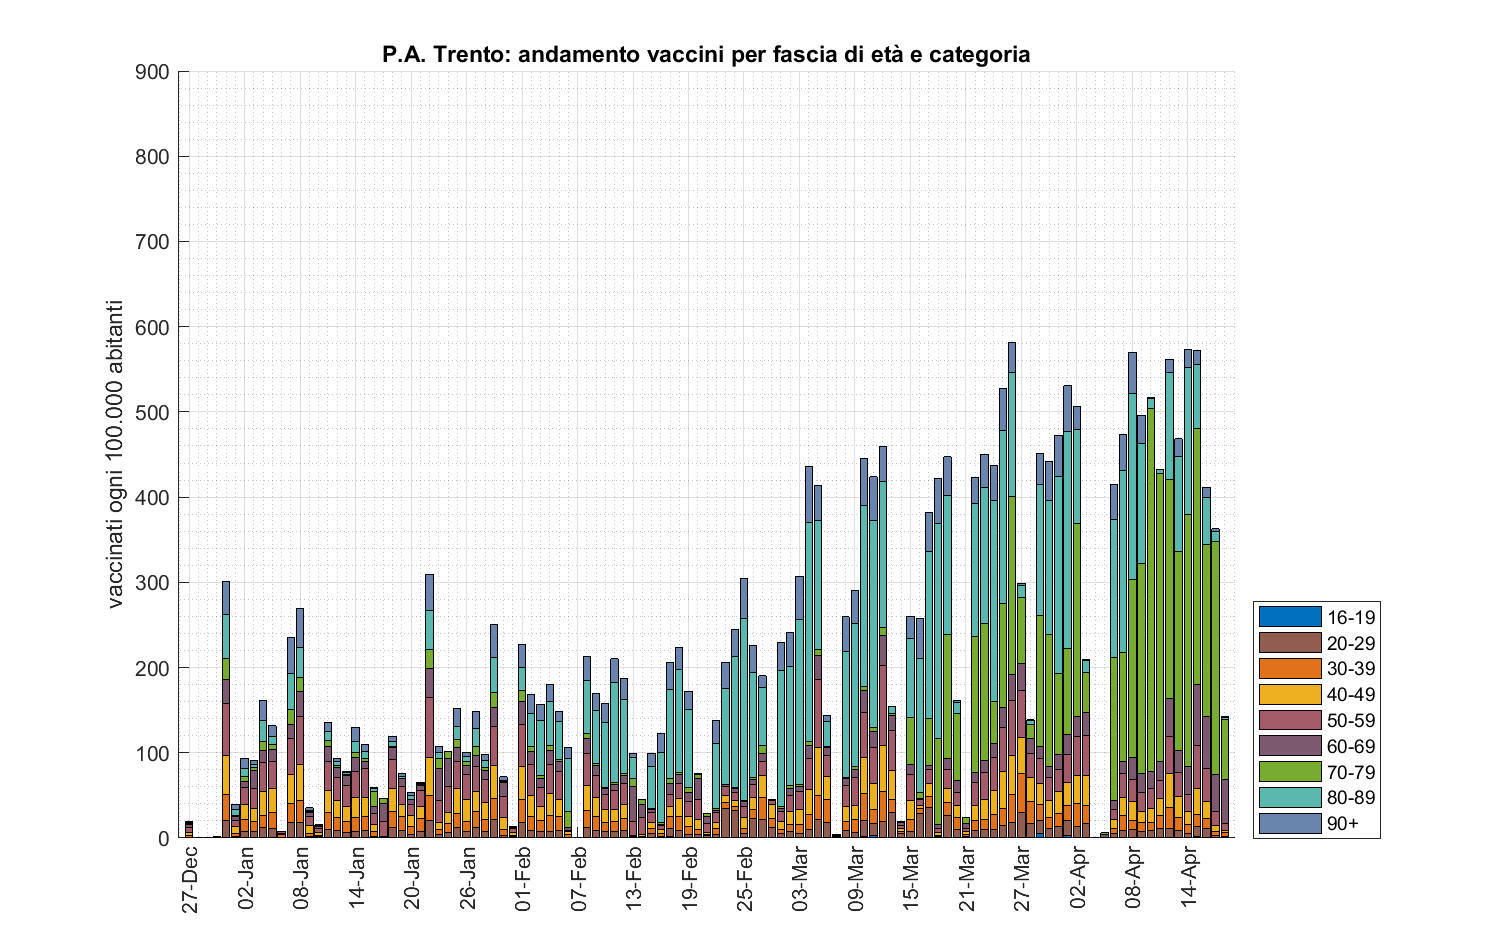 P.A. Trento: andamento vaccini per fascia di età e categoria
vaccinati ogni 100.000 abitanti
900
800
700
600
500
400
300
200
100
0
27-Dec
02-Jan
08-Jan
14-Jan
20-Jan
26-Jan
01-Feb
07-Feb
13-Feb
19-Feb
25-Feb
03-Mar
09-Mar
15-Mar
21-Mar
27-Mar
02-Apr
08-Apr
14-Apr
16-19
20-29
30-39
40-49
50-59
60-69
70-79
80-89
90+